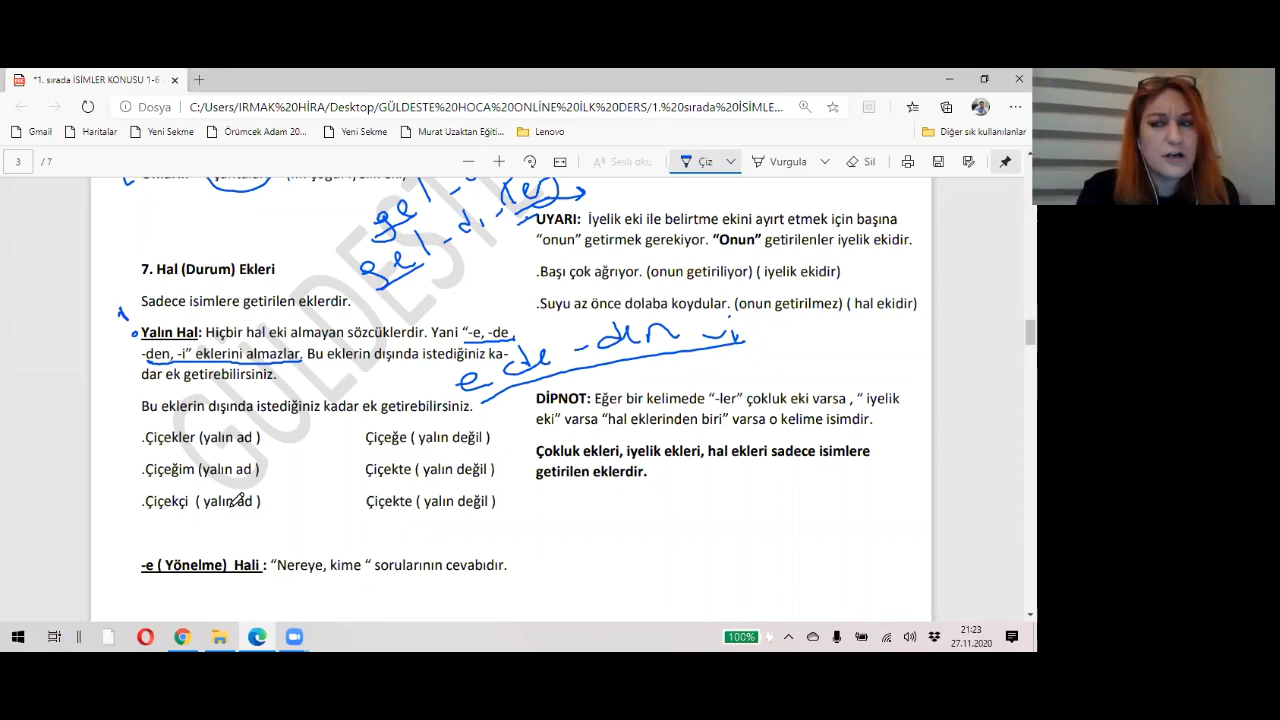 *1. sırada İSİMLER KONUSU 1-6
Dosya C:/Users/IRMAK%20HİRA/Desktop/GÜLDESTE%20HOCA%20ONLİNE%20İLK%20DERS/1.%20sırada%20İSİMLE...
Gmail Haritalar Yeni Sekme Örümcek Adam 20... Yeni Sekme Murat Uzaktan Eğiti... Lenovo Diğer sık kullanılanlar
3 / 7 Sesli oku Çiz Vurgula Sil
gel
gel - di - ler
7. Hal (Durum) Ekleri
Sadece isimlere getirilen eklerdir.
Yalın Hal: Hiçbir hal eki almayan sözcüklerdir. Yani “-e, -de ,
-den, -i” eklerini almazlar. Bu eklerin dışında istediğiniz ka-
dar ek getirebilirsiniz.
Bu eklerin dışında istediğiniz kadar ek getirebilirsiniz.
.Çiçekler (yalın ad ) Çiçeğe ( yalın değil )
.Çiçeğim (yalın ad ) Çiçekte ( yalın değil )
.Çiçekçi ( yalın ad ) Çiçekte ( yalın değil )
-e ( Yönelme) Hali : “Nereye, kime “ sorularının cevabıdır.
UYARI: İyelik eki ile belirtme ekini ayırt etmek için başına
“onun” getirmek gerekiyor. “Onun” getirilenler iyelik ekidir.
.Başı çok ağrıyor. (onun getiriliyor) ( iyelik ekidir)
.Suyu az önce dolaba koydular. (onun getirilmez) ( hal ekidir)
e de - den - i
DİPNOT: Eğer bir kelimede “-ler” çokluk eki varsa , “ iyelik
eki” varsa “hal eklerinden biri” varsa o kelime isimdir.
Çokluk ekleri, iyelik ekleri, hal ekleri sadece isimlere
getirilen eklerdir.
GÜLDESTE
100% 21:23
27.11.2020